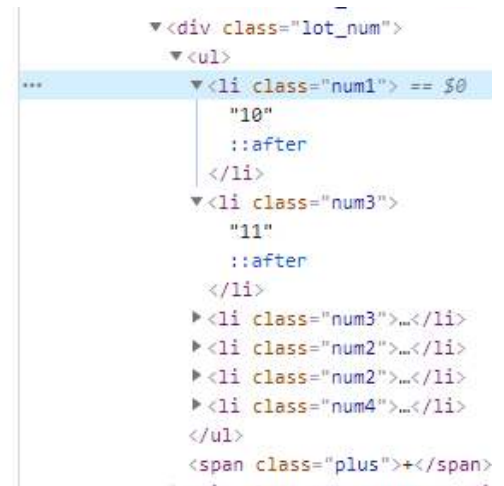 ▼<div class="lot_num">
▼<ul>
... ▼<li class="num1"> == $0
"10"
::after
</li>
▼<li class="num3">
"11"
::after
</li>
▶<li class="num3">…</li>
▶<li class="num2">…</li>
▶<li class="num2">…</li>
▶<li class="num4">…</li>
</ul>
<span class="plus">+</span>